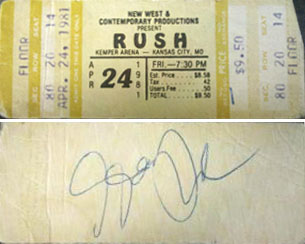 FLOOR
80 20 14
APR. 24, 1981
NEW WEST &
CONTEMPORARY PRODUCTIONS
PRESENT
RUSH
KEMPER ARENA — KANSAS CITY, MO
APR 24 1981
FRI.—7:30 PM
Est. Price $8.58
Tax .42
Users Fee .50
TOTAL $9.50
$9.50
FLOOR
80 20 14